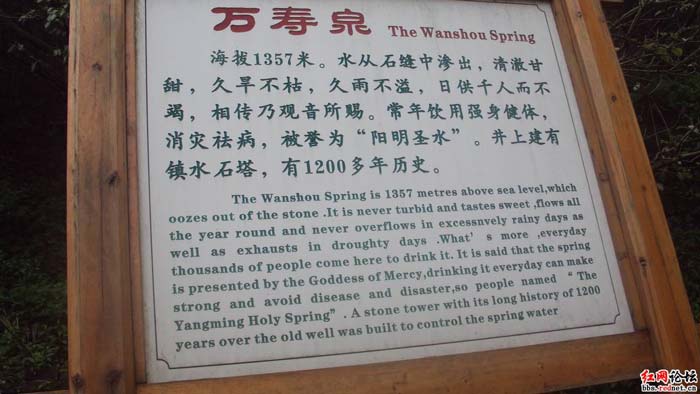 万寿泉 The Wanshou Spring
海拔1357米。水从石缝中渗出，清澈甘
甜，久旱不枯，久雨不溢，日供千人而不
竭，相传乃观音所赐。常年饮用强身健体，
消灾祛病，被誉为“阳明圣水”。井上建有
镇水石塔，有1200多年历史。
The Wanshou Spring is 1357 metres above sea level,which
oozes out of the stone .It is never turbid and tastes sweet ,flows all
the year round and never overflows in excessnvely rainy days as
well as exhausts in droughty days .What's more ,everyday
thousands of people come here to drink it. It is said that the spring
is presented by the Goddess of Mercy,drinking it everyday can make
strong and avoid disease and disaster,so people named “The
Yangming Holy Spring”. A stone tower with its long history of 1200
years over the old well was built to control the spring water
红网论坛
bbs.rednet.cn